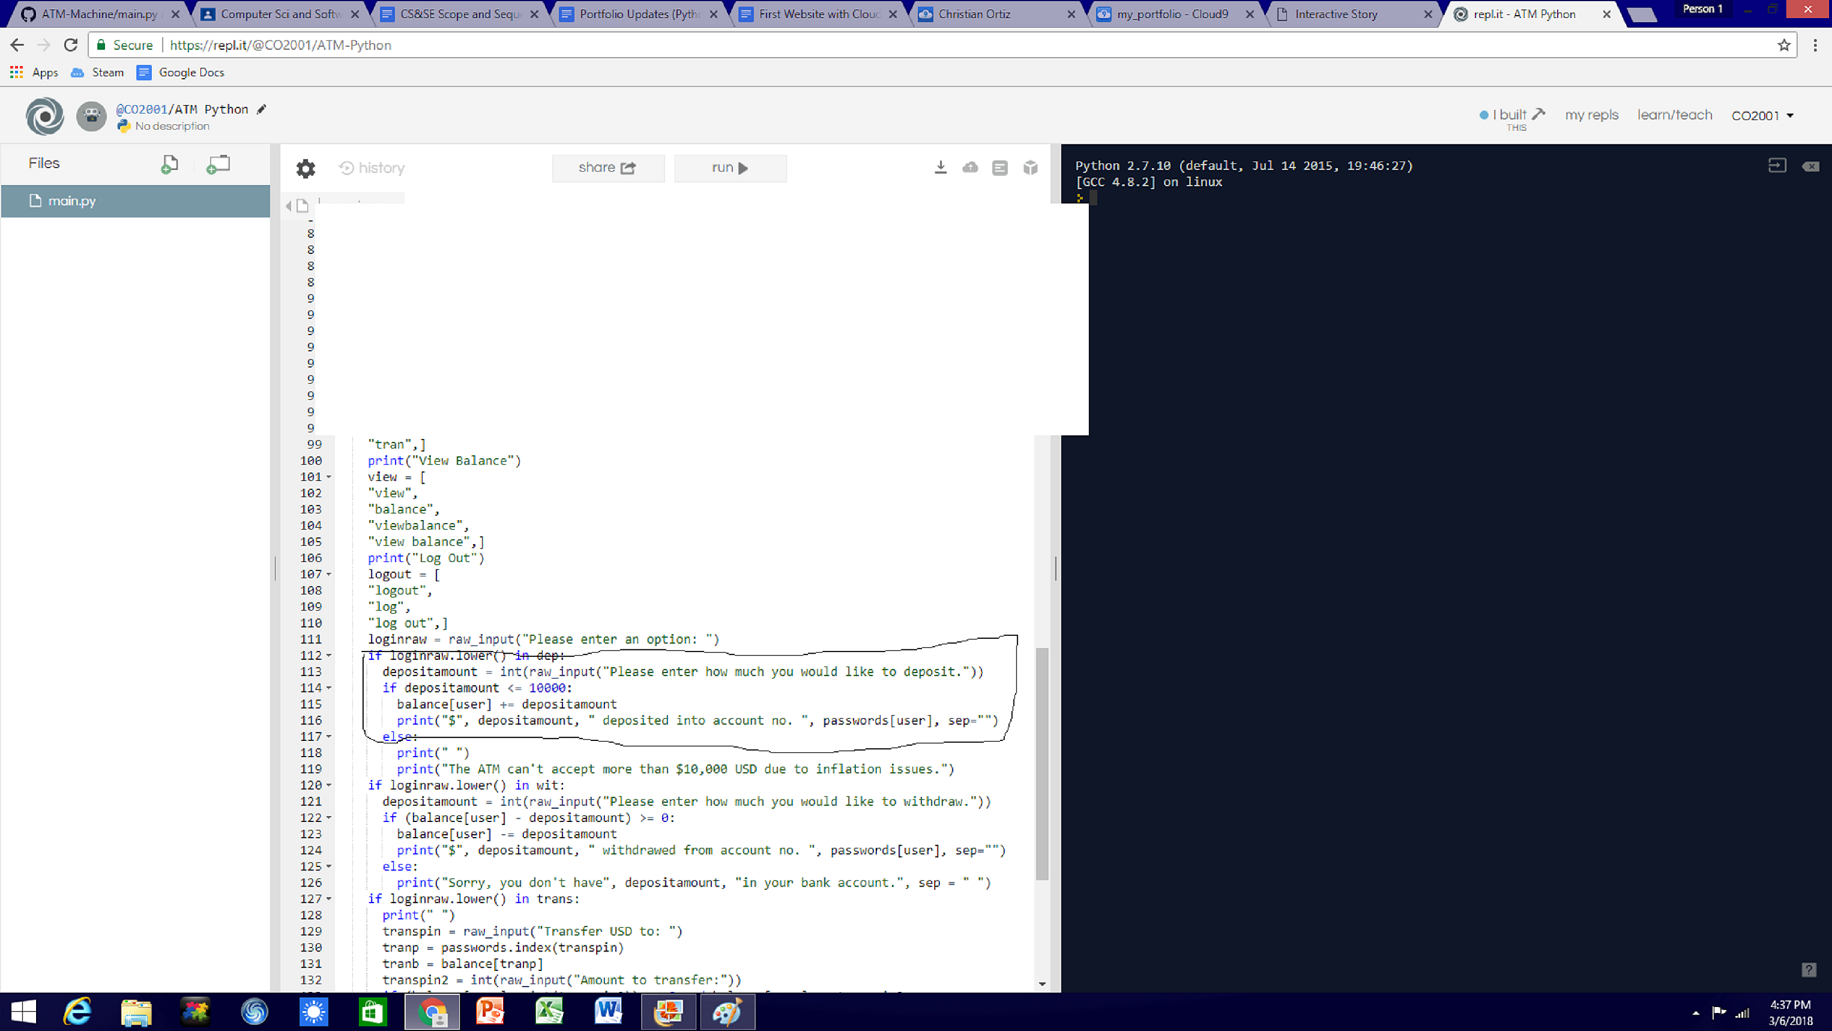 ATM-Machine/main.py
Computer Sci and Softw
CS&SE Scope and Sequ
Portfolio Updates (Pyth
First Website with Cloud
Christian Ortiz
my_portfolio - Cloud9
Interactive Story
repl.it - ATM Python
Person 1
Secure
https://repl.it/@CO2001/ATM-Python
Apps
Steam
Google Docs
@CO2001/ATM Python
No description
I built
THIS
my repls
learn/teach
CO2001
Files
history
share
run
main.py
Python 2.7.10 (default, Jul 14 2015, 19:46:27)
[GCC 4.8.2] on linux
8
8
8
8
9
9
9
9
9
9
9
9
9
99 "tran",]
100 print("View Balance")
101 view = [
102 "view",
103 "balance",
104 "viewbalance",
105 "view balance",]
106 print("Log Out")
107 logout = [
108 "logout",
109 "log",
110 "log out",]
111 loginraw = raw_input("Please enter an option: ")
112 if loginraw.lower() in dep:
113 depositamount = int(raw_input("Please enter how much you would like to deposit."))
114 if depositamount <= 10000:
115 balance[user] += depositamount
116 print("$", depositamount, " deposited into account no. ", passwords[user], sep="")
117 else:
118 print(" ")
119 print("The ATM can't accept more than $10,000 USD due to inflation issues.")
120 if loginraw.lower() in wit:
121 depositamount = int(raw_input("Please enter how much you would like to withdraw."))
122 if (balance[user] - depositamount) >= 0:
123 balance[user] -= depositamount
124 print("$", depositamount, " withdrawed from account no. ", passwords[user], sep="")
125 else:
126 print("Sorry, you don't have", depositamount, "in your bank account.", sep = " ")
127 if loginraw.lower() in trans:
128 print(" ")
129 transpin = raw_input("Transfer USD to: ")
130 tranp = passwords.index(transpin)
131 tranb = balance[tranp]
132 transpin2 = int(raw_input("Amount to transfer:"))
4:37 PM
3/6/2018